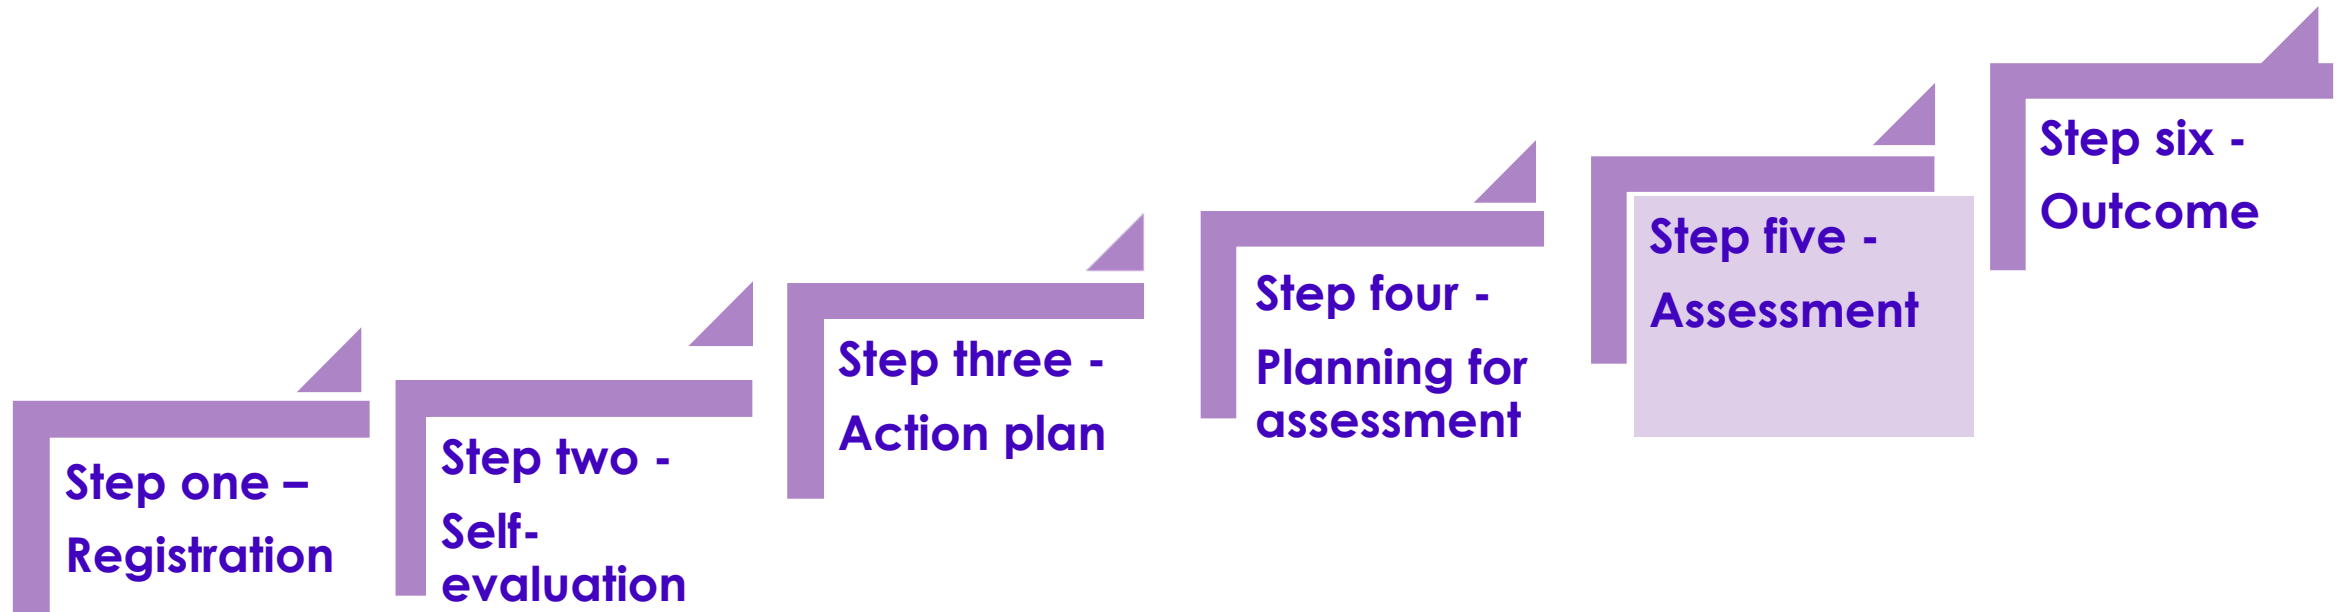 Step one –
Registration
Step two -
Self-
evaluation
Step three -
Action plan
Step four -
Planning for
assessment
Step five -
Assessment
Step six -
Outcome